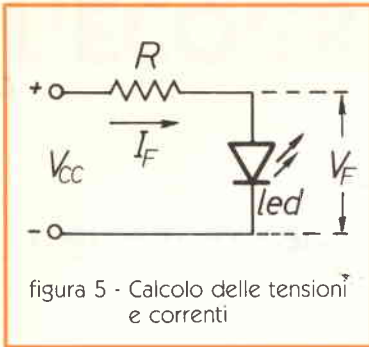 R
+
I_F
V_CC
V_F
led
-
figura 5 - Calcolo delle tensioni
e correnti